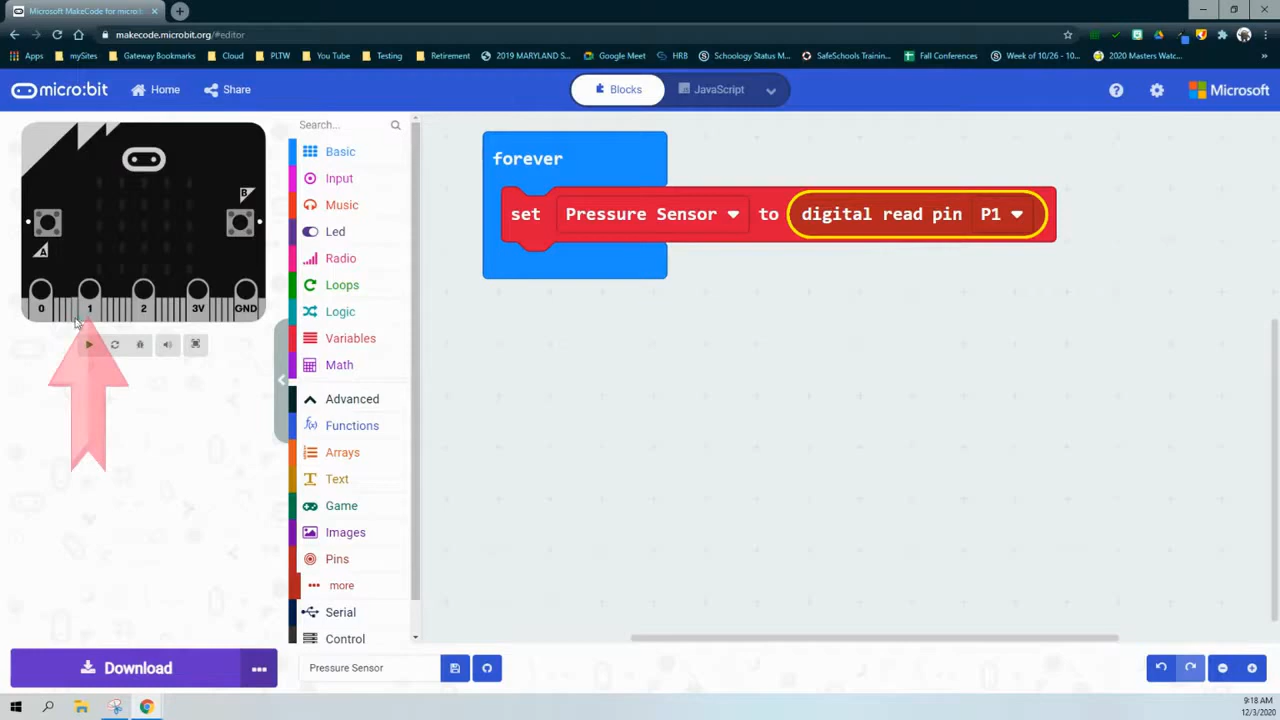 Microsoft MakeCode for micro:bit
makecode.microbit.org/#editor
Apps mySites Gateway Bookmarks Cloud PLTW You Tube Testing Retirement 2019 MARYLAND S... Google Meet HRB Schoology Status M... SafeSchools Training... Fall Conferences Week of 10/26 - 10... 2020 Masters Watc...
micro:bit Home Share Blocks JavaScript Microsoft
Search...
Basic
Input
Music
Led
Radio
Loops
Logic
Variables
Math
Advanced
Functions
Arrays
Text
Game
Images
Pins
more
Serial
Control
forever
set Pressure Sensor to digital read pin P1
A
B
0 1 2 3V GND
Download ... Pressure Sensor
9:18 AM
12/3/2020